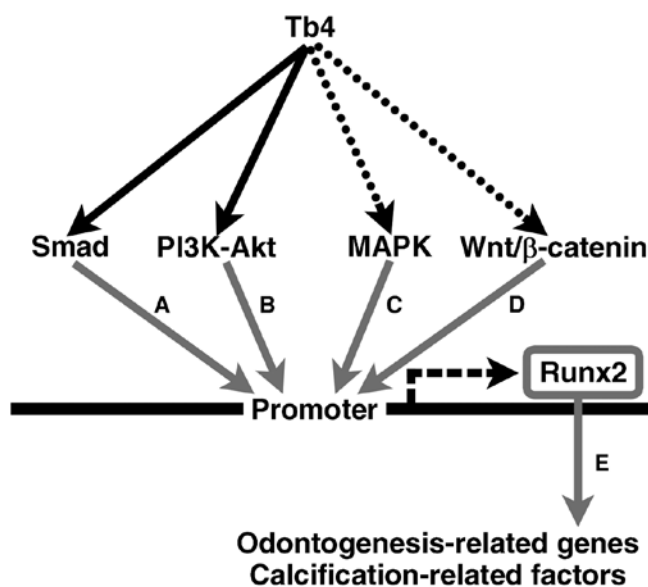 Tb4
Smad PI3K-Akt MAPK Wnt/β-catenin
A B C D
Runx2
Promoter
E
Odontogenesis-related genes
Calcification-related factors